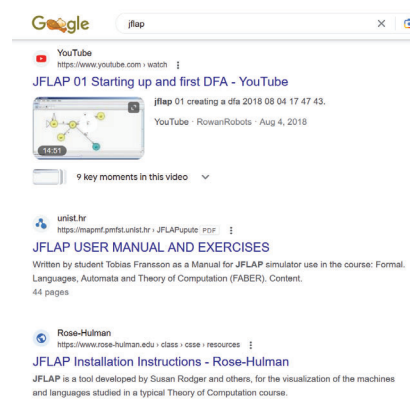 Google
jflap
YouTube
https://www.youtube.com › watch
JFLAP 01 Starting up and first DFA - YouTube
jflap 01 creating a dfa 2018 08 04 17 47 43.
YouTube · RowanRobots · Aug 4, 2018
14:51
9 key moments in this video
unist.hr
https://mapmf.pmfst.unist.hr › JFLAPupute PDF
JFLAP USER MANUAL AND EXERCISES
Written by student Tobias Fransson as a Manual for JFLAP simulator use in the course: Formal.
Languages, Automata and Theory of Computation (FABER). Content.
44 pages
Rose-Hulman
https://www.rose-hulman.edu › class › csse › resources
JFLAP Installation Instructions - Rose-Hulman
JFLAP is a tool developed by Susan Rodger and others, for the visualization of the machines
and languages studied in a typical Theory of Computation course.